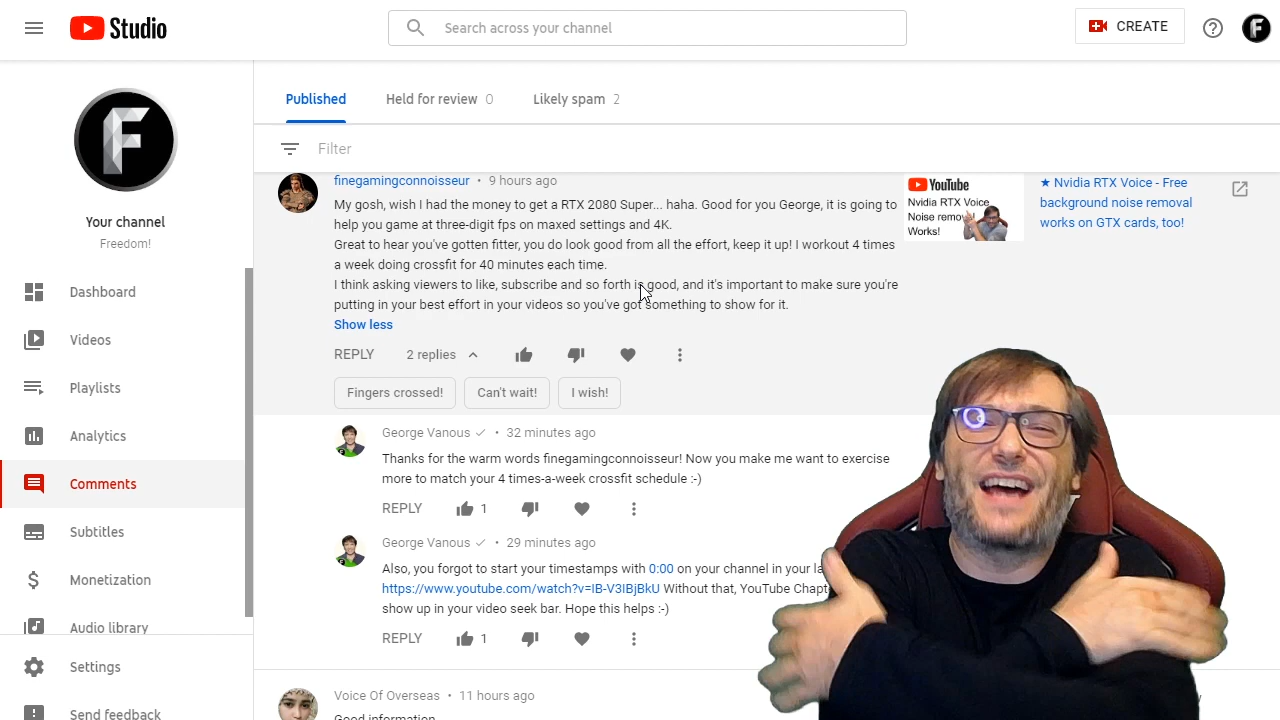 Studio
Search across your channel
CREATE
F
F
Your channel
Freedom!
Dashboard
Videos
Playlists
Analytics
Comments
Subtitles
Monetization
Audio library
Settings
Send feedback
Published
Held for review 0
Likely spam 2
Filter
finegamingconnoisseur • 9 hours ago
My gosh, wish I had the money to get a RTX 2080 Super... haha. Good for you George, it is going to
help you game at three-digit fps on maxed settings and 4K.
Great to hear you've gotten fitter, you do look good from all the effort, keep it up! I workout 4 times
a week doing crossfit for 40 minutes each time.
I think asking viewers to like, subscribe and so forth is good, and it's important to make sure you're
putting in your best effort in your videos so you've got something to show for it.
Show less
REPLY 2 replies
Fingers crossed! Can't wait! I wish!
YouTube
Nvidia RTX Voice
Noise
Works!
★ Nvidia RTX Voice - Free
background noise removal
works on GTX cards, too!
George Vanous • 32 minutes ago
Thanks for the warm words finegamingconnoisseur! Now you make me want to exercise
more to match your 4 times-a-week crossfit schedule :-)
REPLY 1
George Vanous • 29 minutes ago
Also, you forgot to start your timestamps with 0:00 on your channel in your
https://www.youtube.com/watch?v=IB-V3IBjBkU Without that, YouTube
show up in your video seek bar. Hope this helps :-)
REPLY 1
Voice Of Overseas • 11 hours ago
Good information